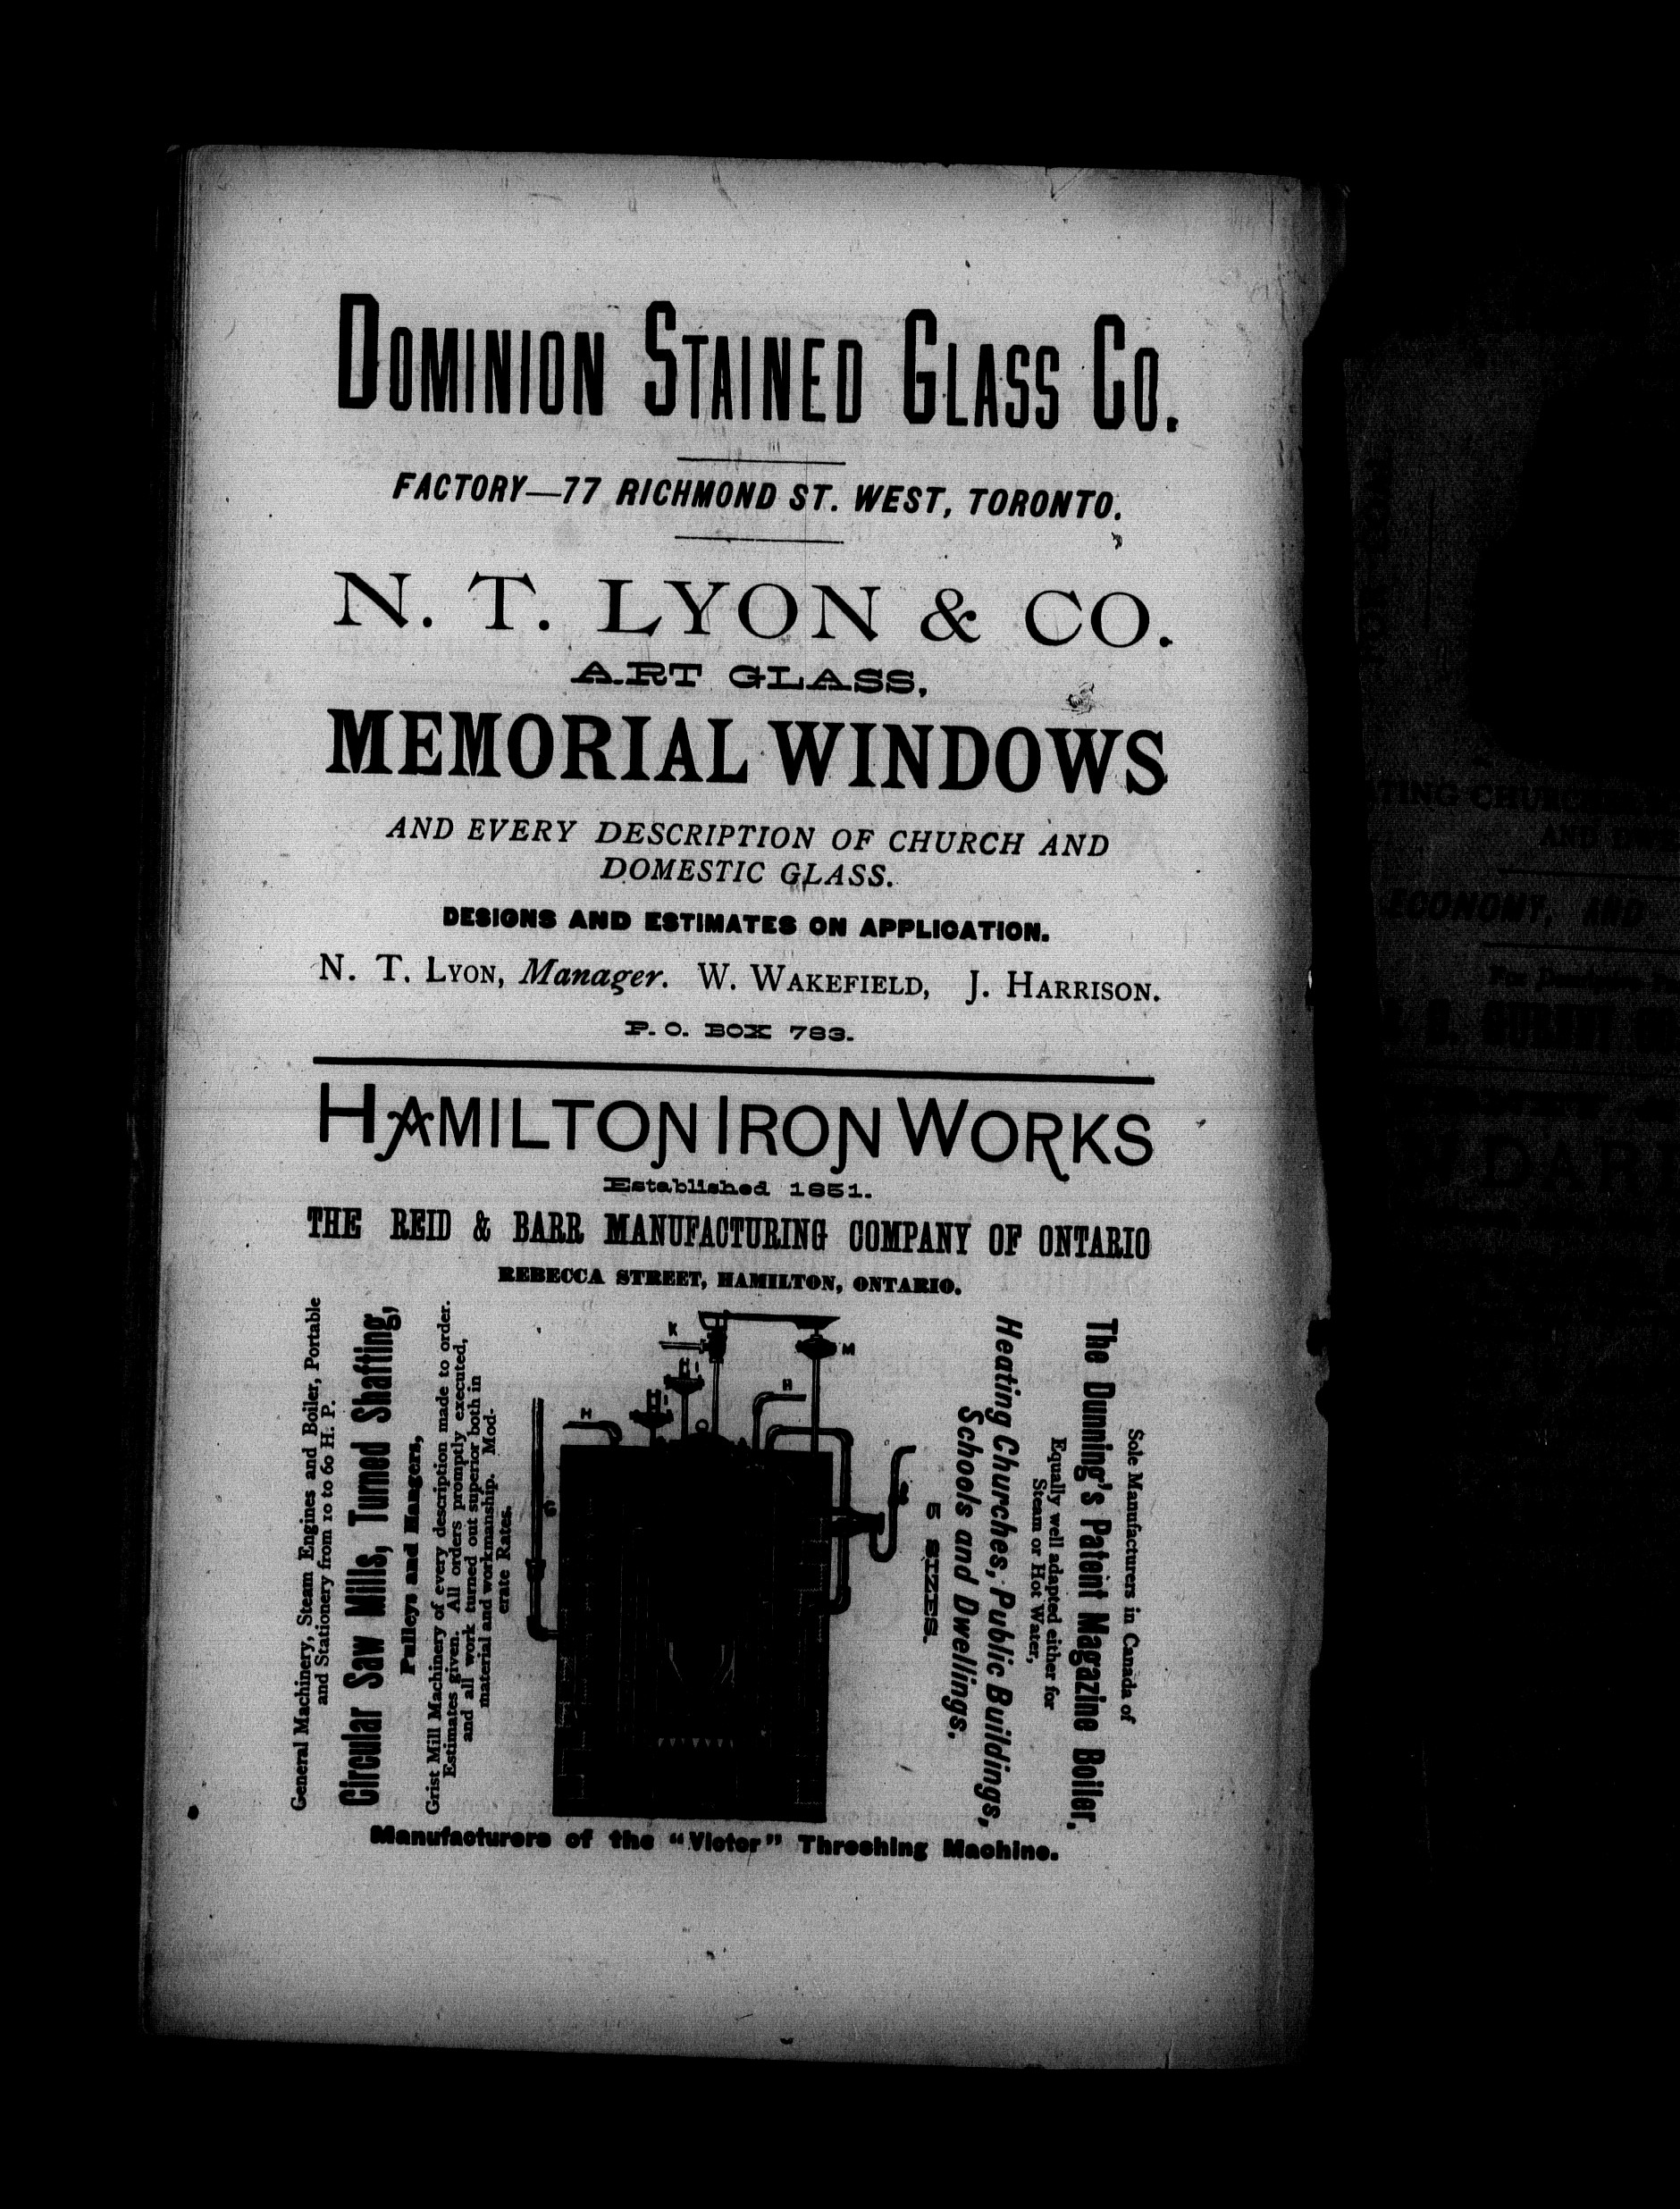 DOMINION STAINED GLASS CO.
FACTORY—77 RICHMOND ST. WEST, TORONTO.
N. T. LYON & CO.
ART GLASS,
MEMORIAL WINDOWS
AND EVERY DESCRIPTION OF CHURCH AND
DOMESTIC GLASS.
DESIGNS AND ESTIMATES ON APPLICATION.
N. T. LYON, Manager. W. WAKEFIELD, J. HARRISON.
P. O. BOX 783.
HAMILTON IRON WORKS
Established 1851.
THE REID & BARR MANUFACTURING COMPANY OF ONTARIO
REBECCA STREET, HAMILTON, ONTARIO.
General Machinery, Steam Engines and Boiler, Portable
and Stationery from 10 to 60 H. P.
Circular Saw Mills, Turned Shafting,
Pulleys and Hangers,
Grist Mill Machinery of every description made to order.
Estimates given. All orders promptly executed,
and all work turned out superior both in
material and workmanship. Mod-
erate Rates.
K
M
H
H
H
H
G
Sole Manufacturers in Canada of
The Dunning's Patent Magazine Boiler.
Equally well adapted either for
Steam or Hot Water,
Heating Churches, Public Buildings,
Schools and Dwellings.
5 SIZES.
Manufacturers of the "Victor" Threshing Machine.
TING
AND
ECONOMY, AND